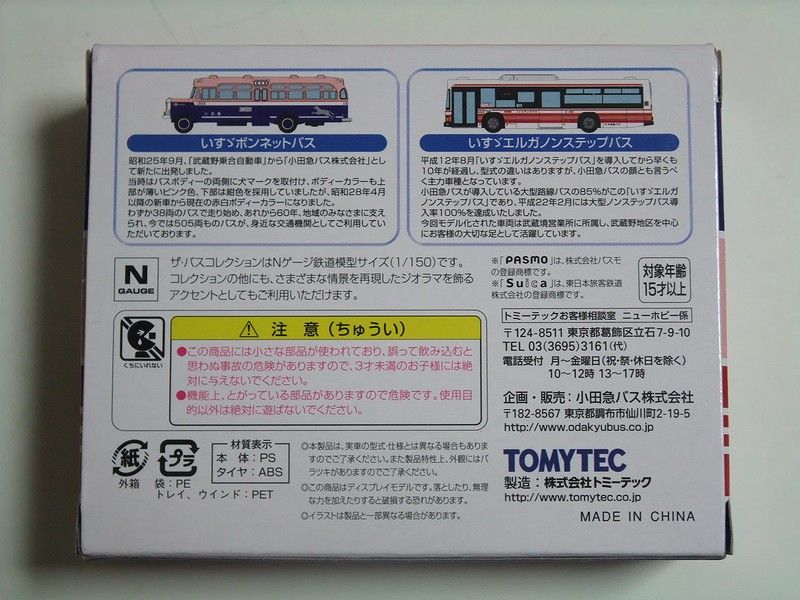 いすゞボンネットバス
昭和25年9月、「武蔵野乗合自動車」から「小田急バス株式会社」とし
て新たに出発しました。
当時はバスボディーの両側に犬マークを取付け、ボディーカラーも上
部が薄いピンク色、下部は紺色を採用していましたが、昭和28年4月
以降の新車から現在の赤白ボディーカラーになりました。
わずか38両のバスで走り始め、あれから60年、地域のみなさまに支え
られ、今では505両ものバスが、身近な交通機関としてご利用してい
ただいております。
いすゞエルガノンステップバス
平成12年8月「いすゞエルガノンステップバス」を導入してから早くも
10年が経過し、型式の違いはありますが、小田急バスの顔とも言うべ
く主力車種となっています。
小田急バスが導入している大型路線バスの85%がこの「いすゞエルガ
ノンステップバス」であり、平成22年2月には大型ノンステップバス導
入率100%を達成いたしました。
今回モデル化された車両は武蔵境営業所に所属し、武蔵野地区を中心
にお客様の大切な足として活躍しています。
N
GAUGE
ザ・バスコレクションはNゲージ鉄道模型サイズ(1/150)です。
コレクションの他にも、さまざまな情景を再現したジオラマを飾る
アクセントとしてもご利用いただけます。
※「PASMO」は、株式会社パスモ
の登録商標です。
※「Suica」は、東日本旅客鉄道
株式会社の登録商標です。
対象年齢
15才以上
くちにいれない
注 意 (ちゅうい)
●この商品には小さな部品が使われており、誤って飲み込むと
思わぬ事故の危険がありますので、3才未満のお子様には絶
対に与えないでください。
●機能上、とがっている部品がありますので危険です。使用目
的以外は絶対に遊ばないでください。
トミーテックお客様相談室 ニューホビー係
〒124-8511 東京都葛飾区立石7-9-10
TEL 03(3695)3161(代)
電話受付 月〜金曜日(祝・祭・休日を除く)
10〜12時 13〜17時
企画・販売:小田急バス株式会社
〒182-8567 東京都調布市仙川町2-19-5
http://www.odakyubus.co.jp
紙
外箱
プラ
袋:PE
トレイ、ウインド:PET
材質表示
本 体:PS
タイヤ:ABS
◎本製品は、実車の型式・仕様とは異なる場合もありま
すのでご了承ください。また製品特性上、外観にはバ
ラツキがありますのでご了承ください。
◎この商品はディスプレイモデルです。落としたり、無理
な力を加えたりすると破損する恐れがあります。
◎イラストは製品と一部異なる場合があります。
TOMYTEC
製造:株式会社トミーテック
http://www.tomytec.co.jp
MADE IN CHINA